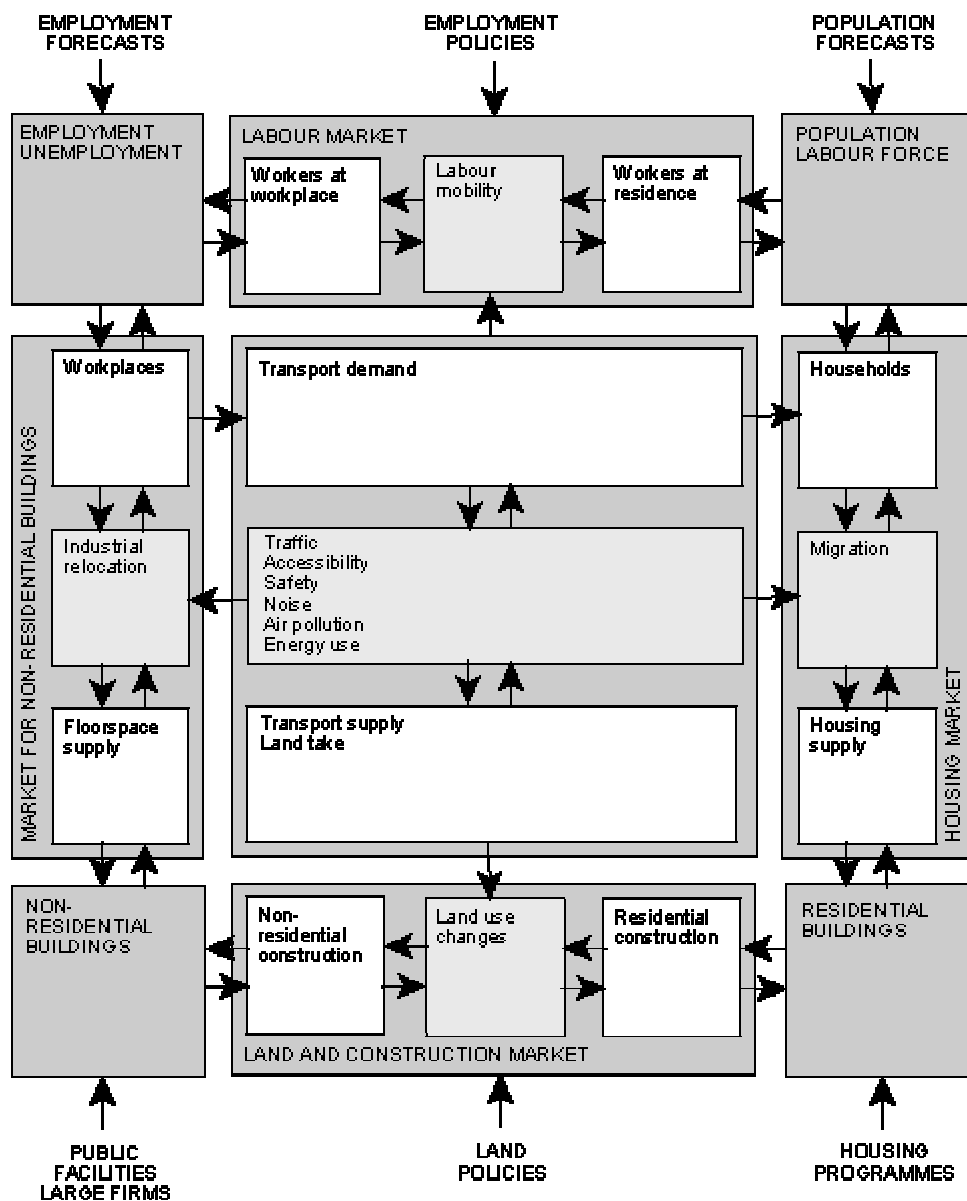 EMPLOYMENT
FORECASTS
EMPLOYMENT
POLICIES
POPULATION
FORECASTS
EMPLOYMENT
UNEMPLOYMENT
LABOUR MARKET
Workers at
workplace
Labour
mobility
Workers at
residence
POPULATION
LABOUR FORCE
MARKET FOR NON-RESIDENTIAL BUILDINGS
Workplaces
Industrial
relocation
Floorspace
supply
Transport demand
Traffic
Accessibility
Safety
Noise
Air pollution
Energy use
Transport supply
Land take
Households
Migration
Housing
supply
HOUSING MARKET
NON-
RESIDENTIAL
BUILDINGS
Non-
residential
construction
Land use
changes
Residential
construction
LAND AND CONSTRUCTION MARKET
RESIDENTIAL
BUILDINGS
PUBLIC
FACILITIES
LARGE FIRMS
LAND
POLICIES
HOUSING
PROGRAMMES